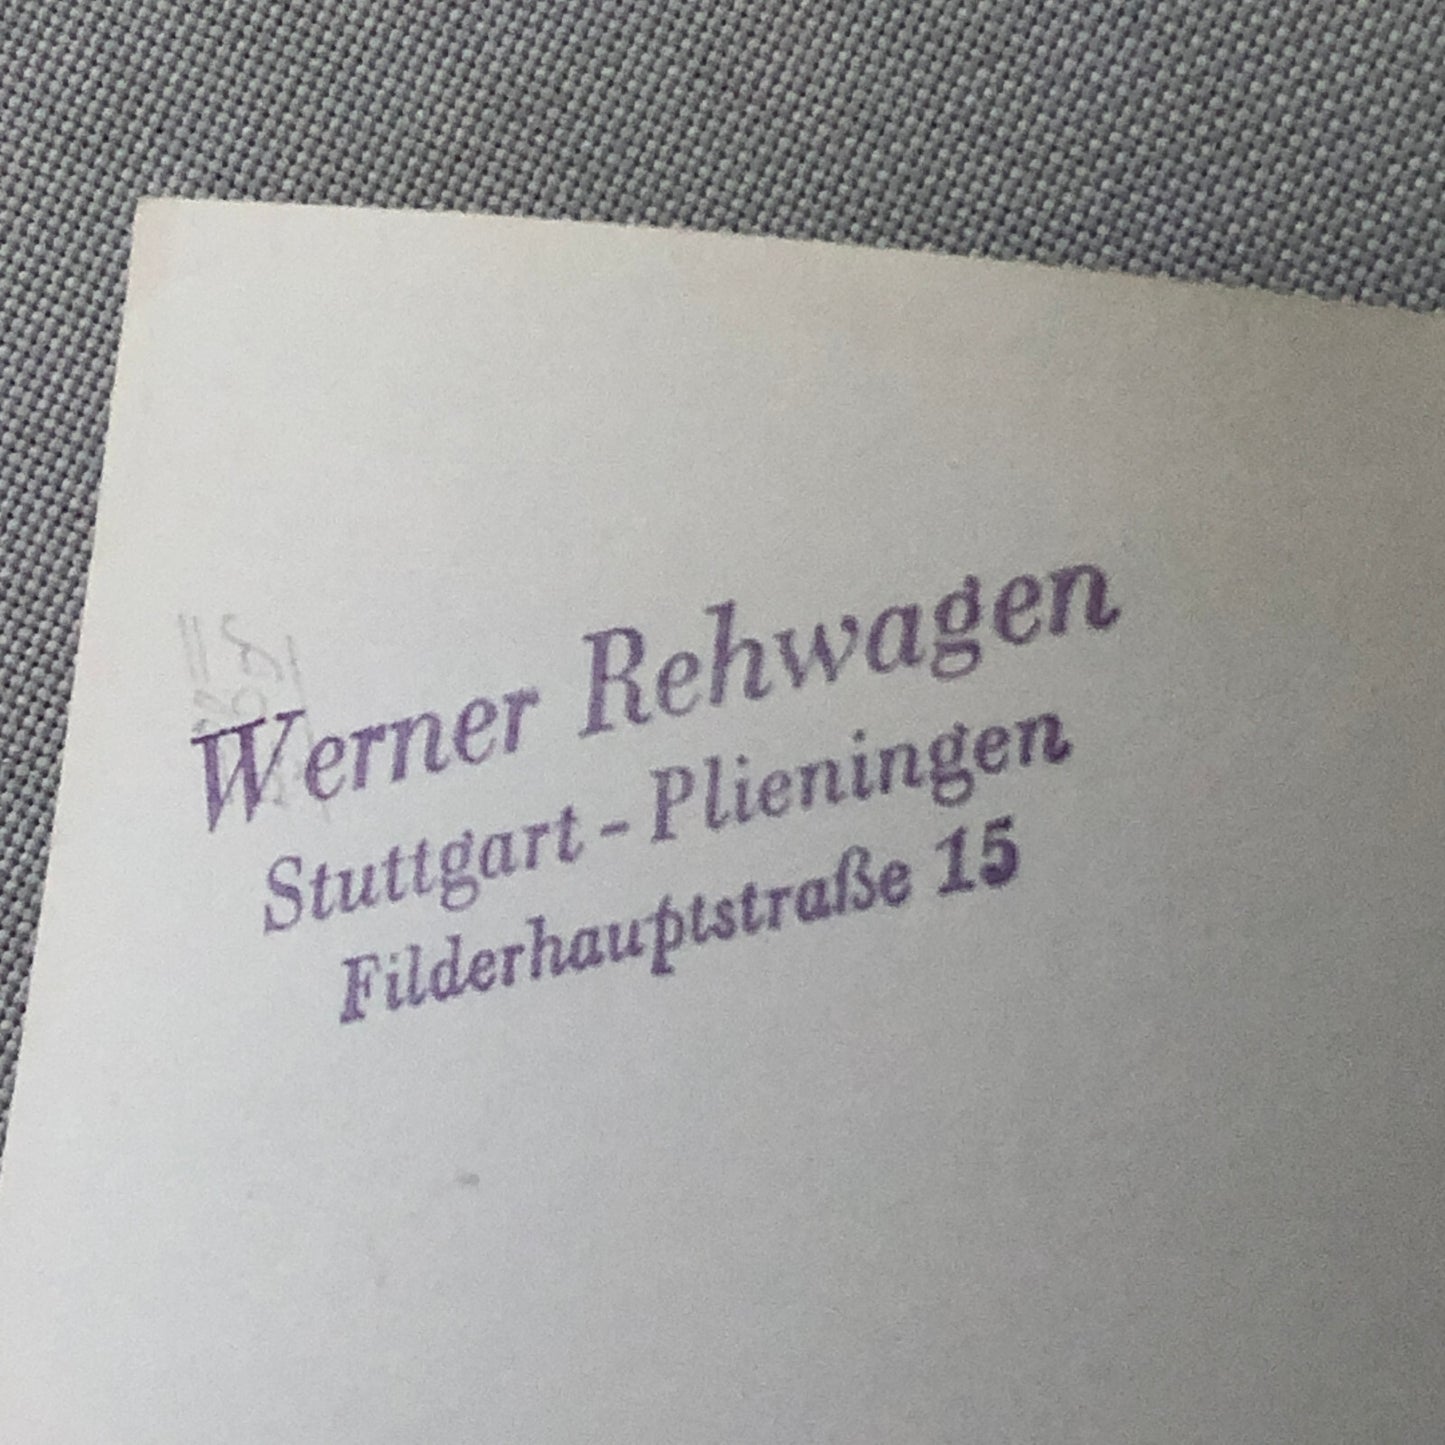 Werner Rehwagen
Stuttgart - Plieningen
Filderhauptstraße 15